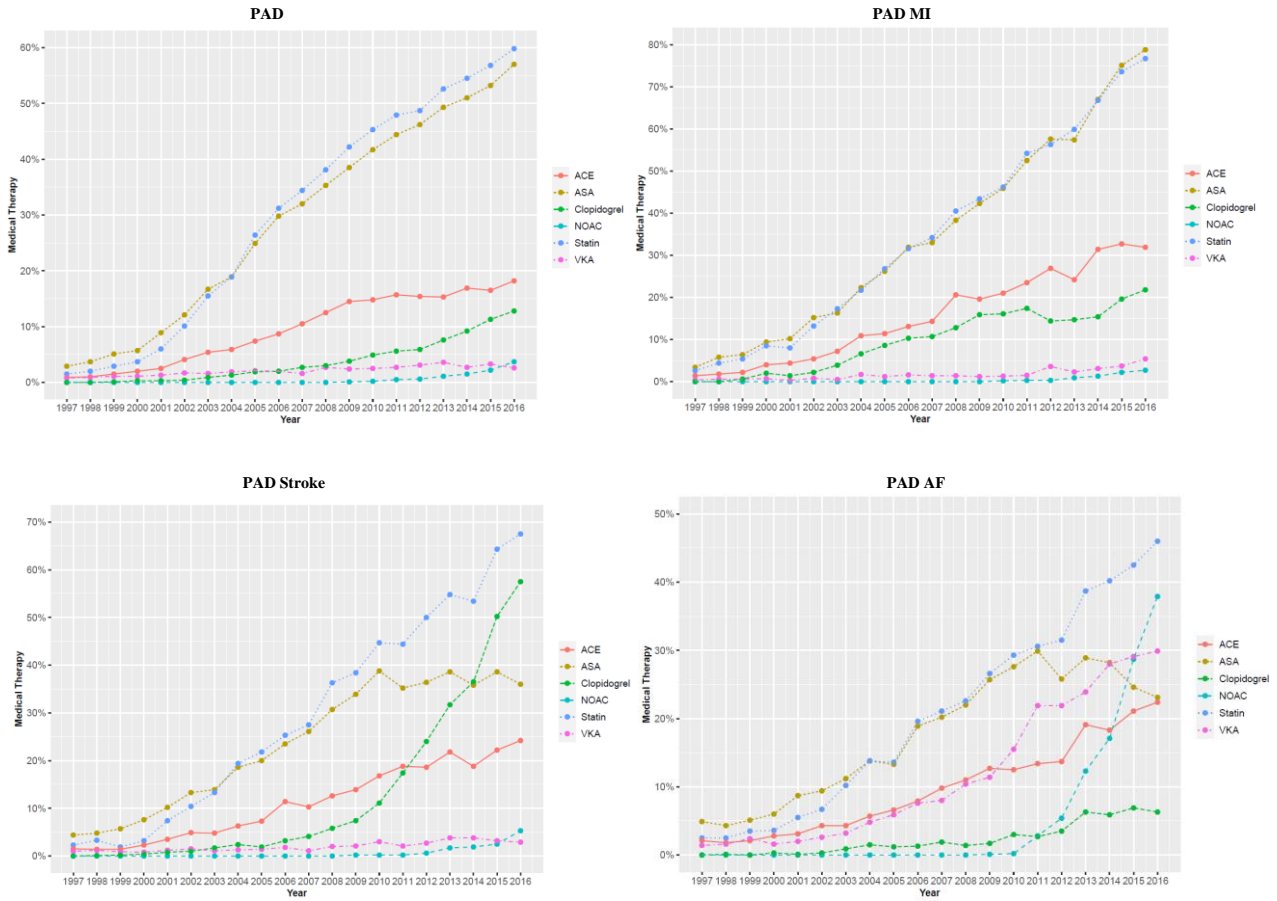 PAD
60%
50%
40%
30%
20%
10%
0%
Medical Therapy
1997 1998 1999 2000 2001 2002 2003 2004 2005 2006 2007 2008 2009 2010 2011 2012 2013 2014 2015 2016
Year
ACE
ASA
Clopidogrel
NOAC
Statin
VKA
PAD MI
80%
70%
60%
50%
40%
30%
20%
10%
0%
Medical Therapy
1997 1998 1999 2000 2001 2002 2003 2004 2005 2006 2007 2008 2009 2010 2011 2012 2013 2014 2015 2016
Year
ACE
ASA
Clopidogrel
NOAC
Statin
VKA
PAD Stroke
70%
60%
50%
40%
30%
20%
10%
0%
Medical Therapy
1997 1998 1999 2000 2001 2002 2003 2004 2005 2006 2007 2008 2009 2010 2011 2012 2013 2014 2015 2016
Year
ACE
ASA
Clopidogrel
NOAC
Statin
VKA
PAD AF
50%
40%
30%
20%
10%
0%
Medical Therapy
1997 1998 1999 2000 2001 2002 2003 2004 2005 2006 2007 2008 2009 2010 2011 2012 2013 2014 2015 2016
Year
ACE
ASA
Clopidogrel
NOAC
Statin
VKA